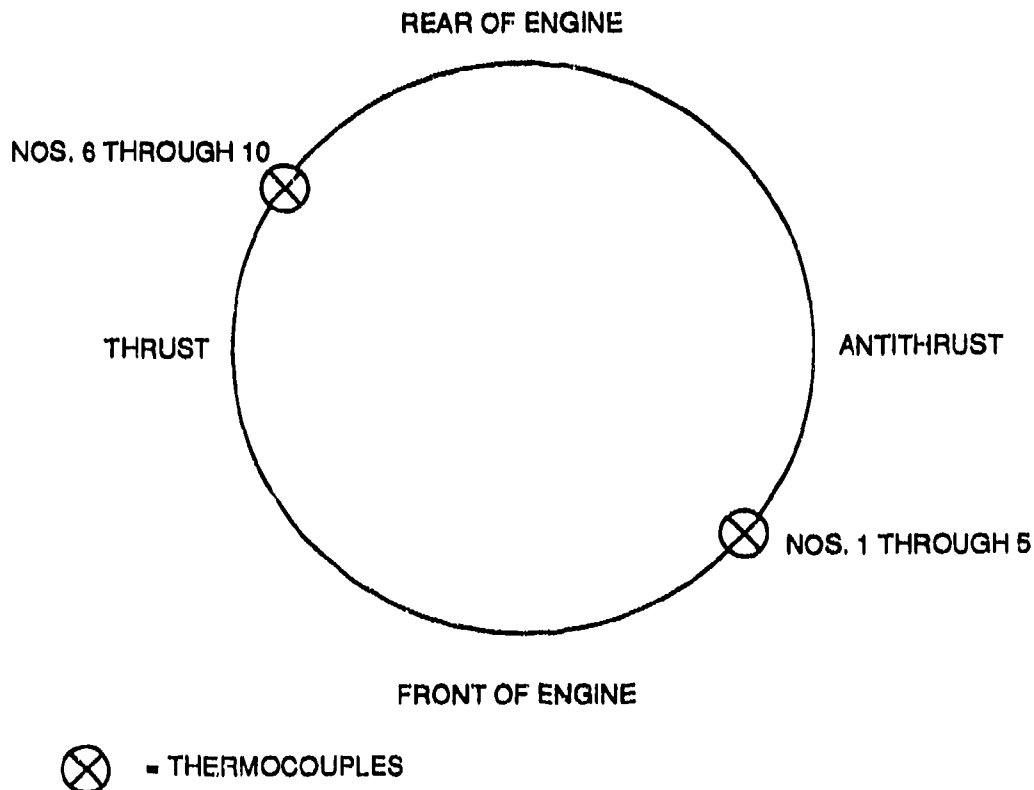 REAR OF ENGINE
NOS. 6 THROUGH 10
THRUST
ANTITHRUST
NOS. 1 THROUGH 5
FRONT OF ENGINE
= THERMOCOUPLES